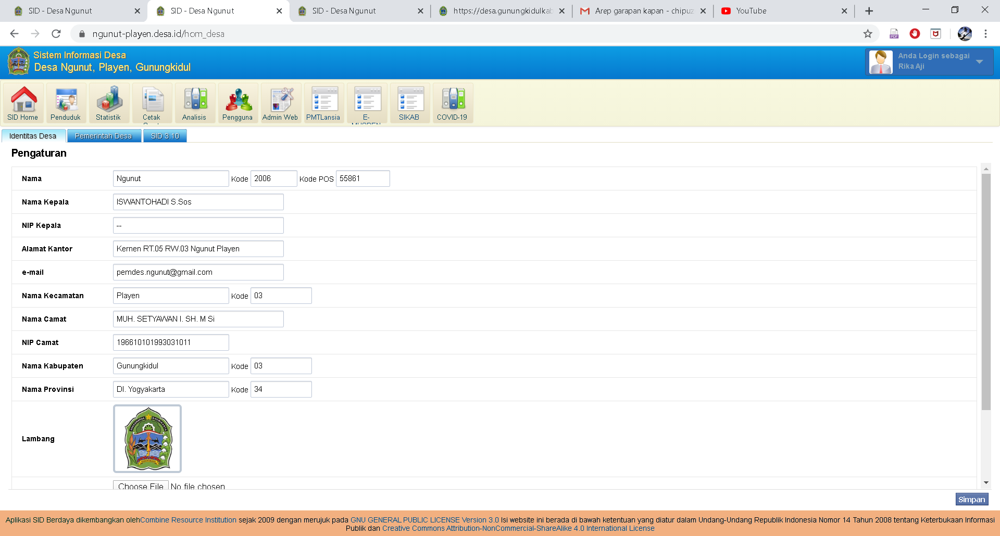 SID - Desa Ngunut
SID - Desa Ngunut
SID - Desa Ngunut
https://desa.gunungkidulkab
Arep garapan kapan - chipuz
YouTube
ngunut-playen.desa.id/hom_desa
Sistem Informasi Desa
Desa Ngunut, Playen, Gunungkidul
Anda Login sebagai
Rika Aji
SID Home
Penduduk
Statistik
Cetak
Analisis
Pengguna
Admin Web
PMTLansia
E-
SIKAB
COVID-19
Identitas Desa
Pemerintah Desa
SID 3.10
Pengaturan
Nama Ngunut Kode 2006 Kode POS 55861
Nama Kepala ISWANTOHADI S.Sos
NIP Kepala --
Alamat Kantor Kernen RT.05 RW.03 Ngunut Playen
e-mail pemdes.ngunut@gmail.com
Nama Kecamatan Playen Kode 03
Nama Camat MUH. SETYAWAN I. SH. M Si
NIP Camat 196610101993031011
Nama Kabupaten Gunungkidul Kode 03
Nama Provinsi DI. Yogyakarta Kode 34
Lambang
Choose File No file chosen
Simpan
Aplikasi SID Berdaya dikembangkan olehCombine Resource Institution sejak 2009 dengan merujuk pada GNU GENERAL PUBLIC LICENSE Version 3.0 Isi website ini berada di bawah ketentuan yang diatur dalam Undang-Undang Republik Indonesia Nomor 14 Tahun 2008 tentang Keterbukaan Informasi
Publik dan Creative Commons Attribution-NonCommercial-ShareAlike 4.0 International License